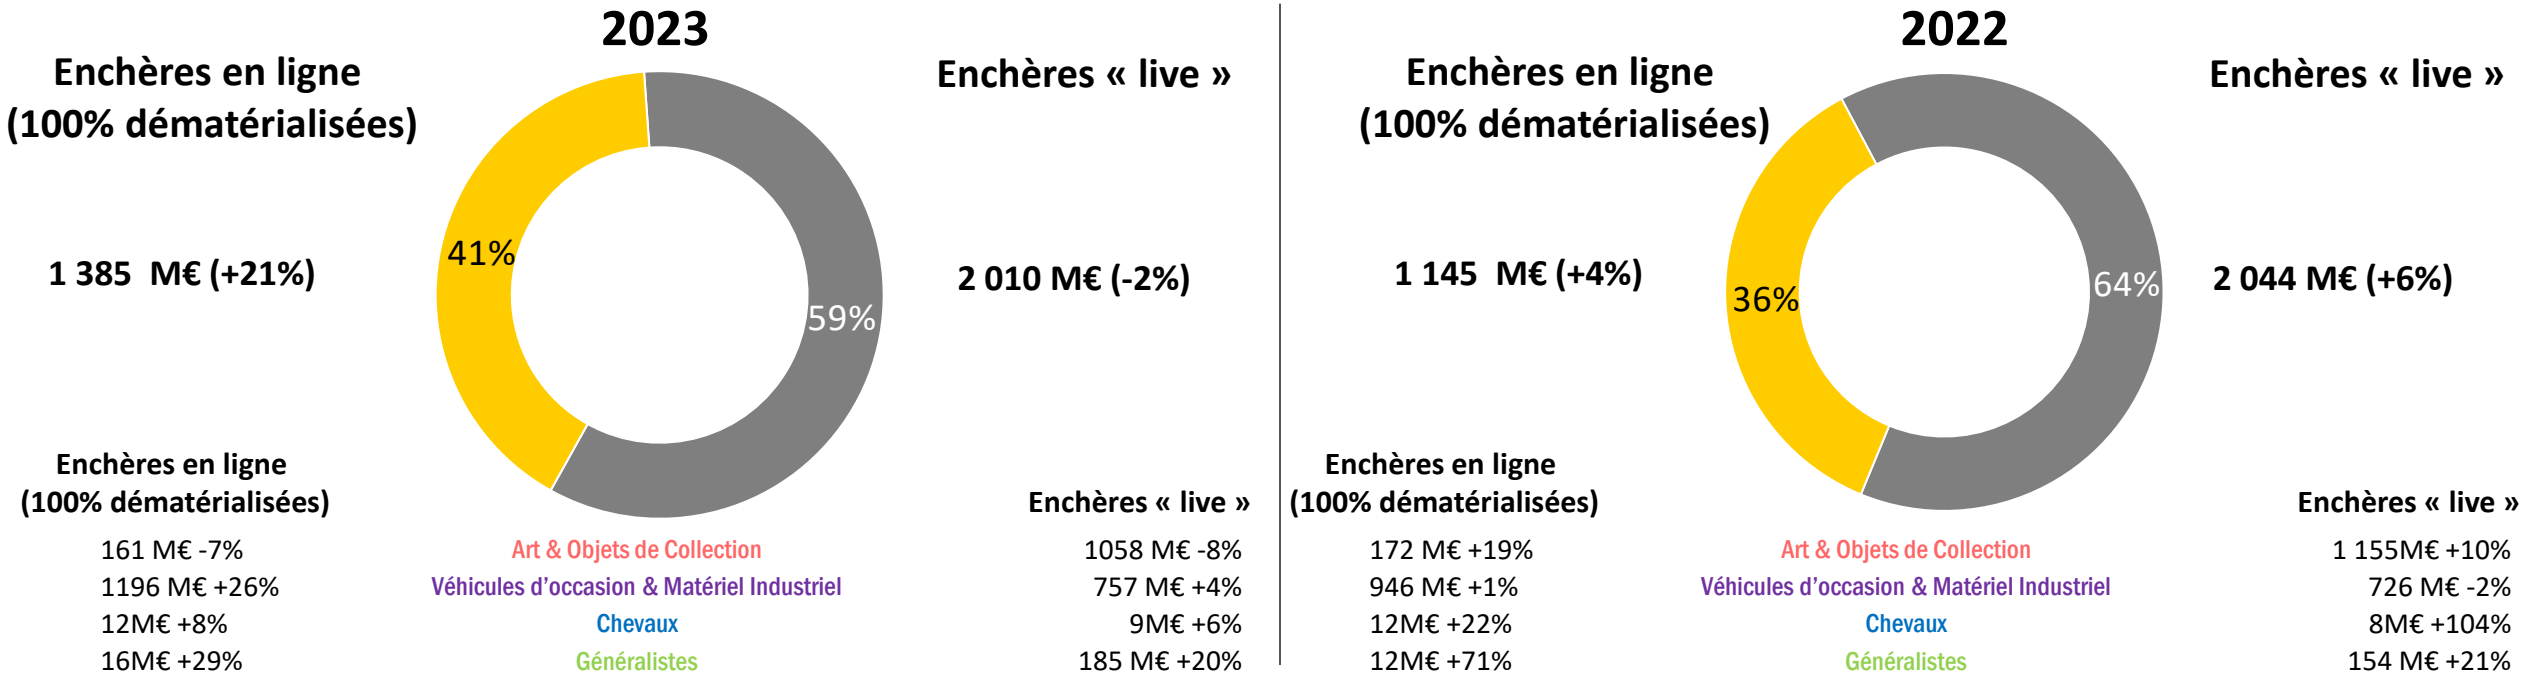 2023
Enchères en ligne
(100% dématérialisées)
Enchères « live »
41%
59%
1 385 M€ (+21%)
2 010 M€ (-2%)
Enchères en ligne
(100% dématérialisées)
Enchères « live »
161 M€ -7%
Art & Objets de Collection
1058 M€ -8%
1196 M€ +26%
Véhicules d'occasion & Matériel Industriel
757 M€ +4%
12M€ +8%
Chevaux
9M€ +6%
16M€ +29%
Généralistes
185 M€ +20%
2022
Enchères en ligne
(100% dématérialisées)
Enchères « live »
36%
64%
1 145 M€ (+4%)
2 044 M€ (+6%)
Enchères en ligne
(100% dématérialisées)
Enchères « live »
172 M€ +19%
Art & Objets de Collection
1 155M€ +10%
946 M€ +1%
Véhicules d'occasion & Matériel Industriel
726 M€ -2%
12M€ +22%
Chevaux
8M€ +104%
12M€ +71%
Généralistes
154 M€ +21%